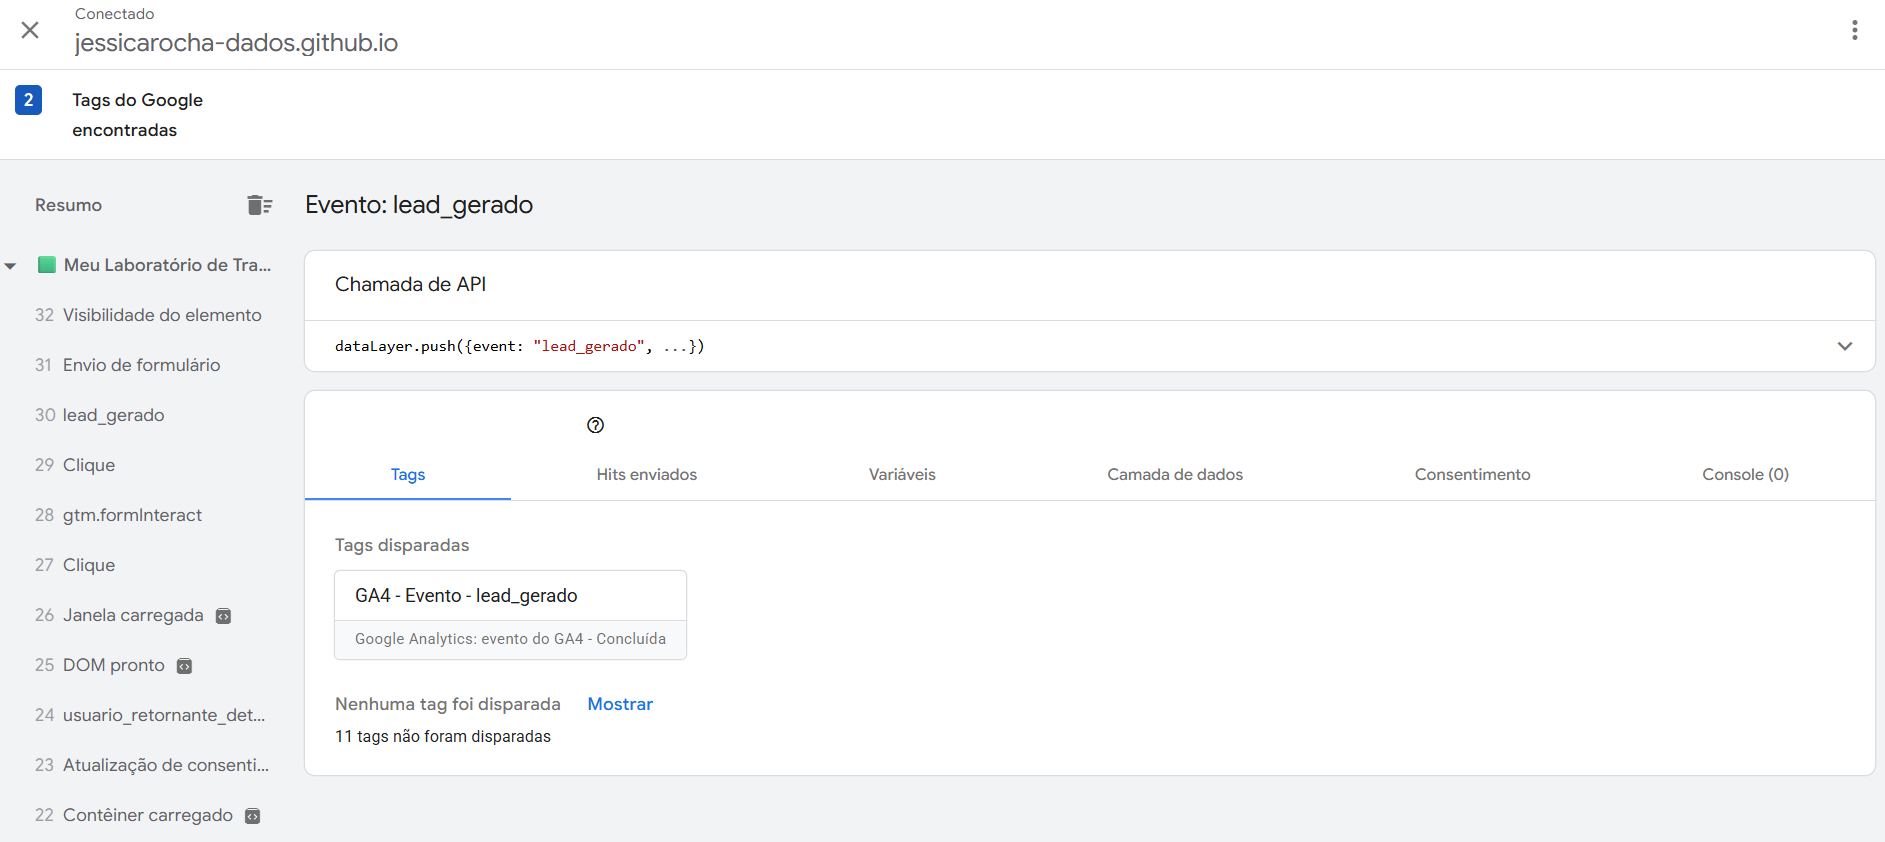 Conectado
jessicarocha-dados.github.io
2
Tags do Google
encontradas
Resumo
Meu Laboratório de Tra...
32 Visibilidade do elemento
31 Envio de formulário
30 lead_gerado
29 Clique
28 gtm.formInteract
27 Clique
26 Janela carregada
25 DOM pronto
24 usuario_retornante_det...
23 Atualização de consenti...
22 Contêiner carregado
Evento: lead_gerado
Chamada de API
dataLayer.push({event: "lead_gerado", ...})
Tags Hits enviados Variáveis Camada de dados Consentimento Console (0)
Tags disparadas
GA4 - Evento - lead_gerado
Google Analytics: evento do GA4 - Concluída
Nenhuma tag foi disparada Mostrar
11 tags não foram disparadas